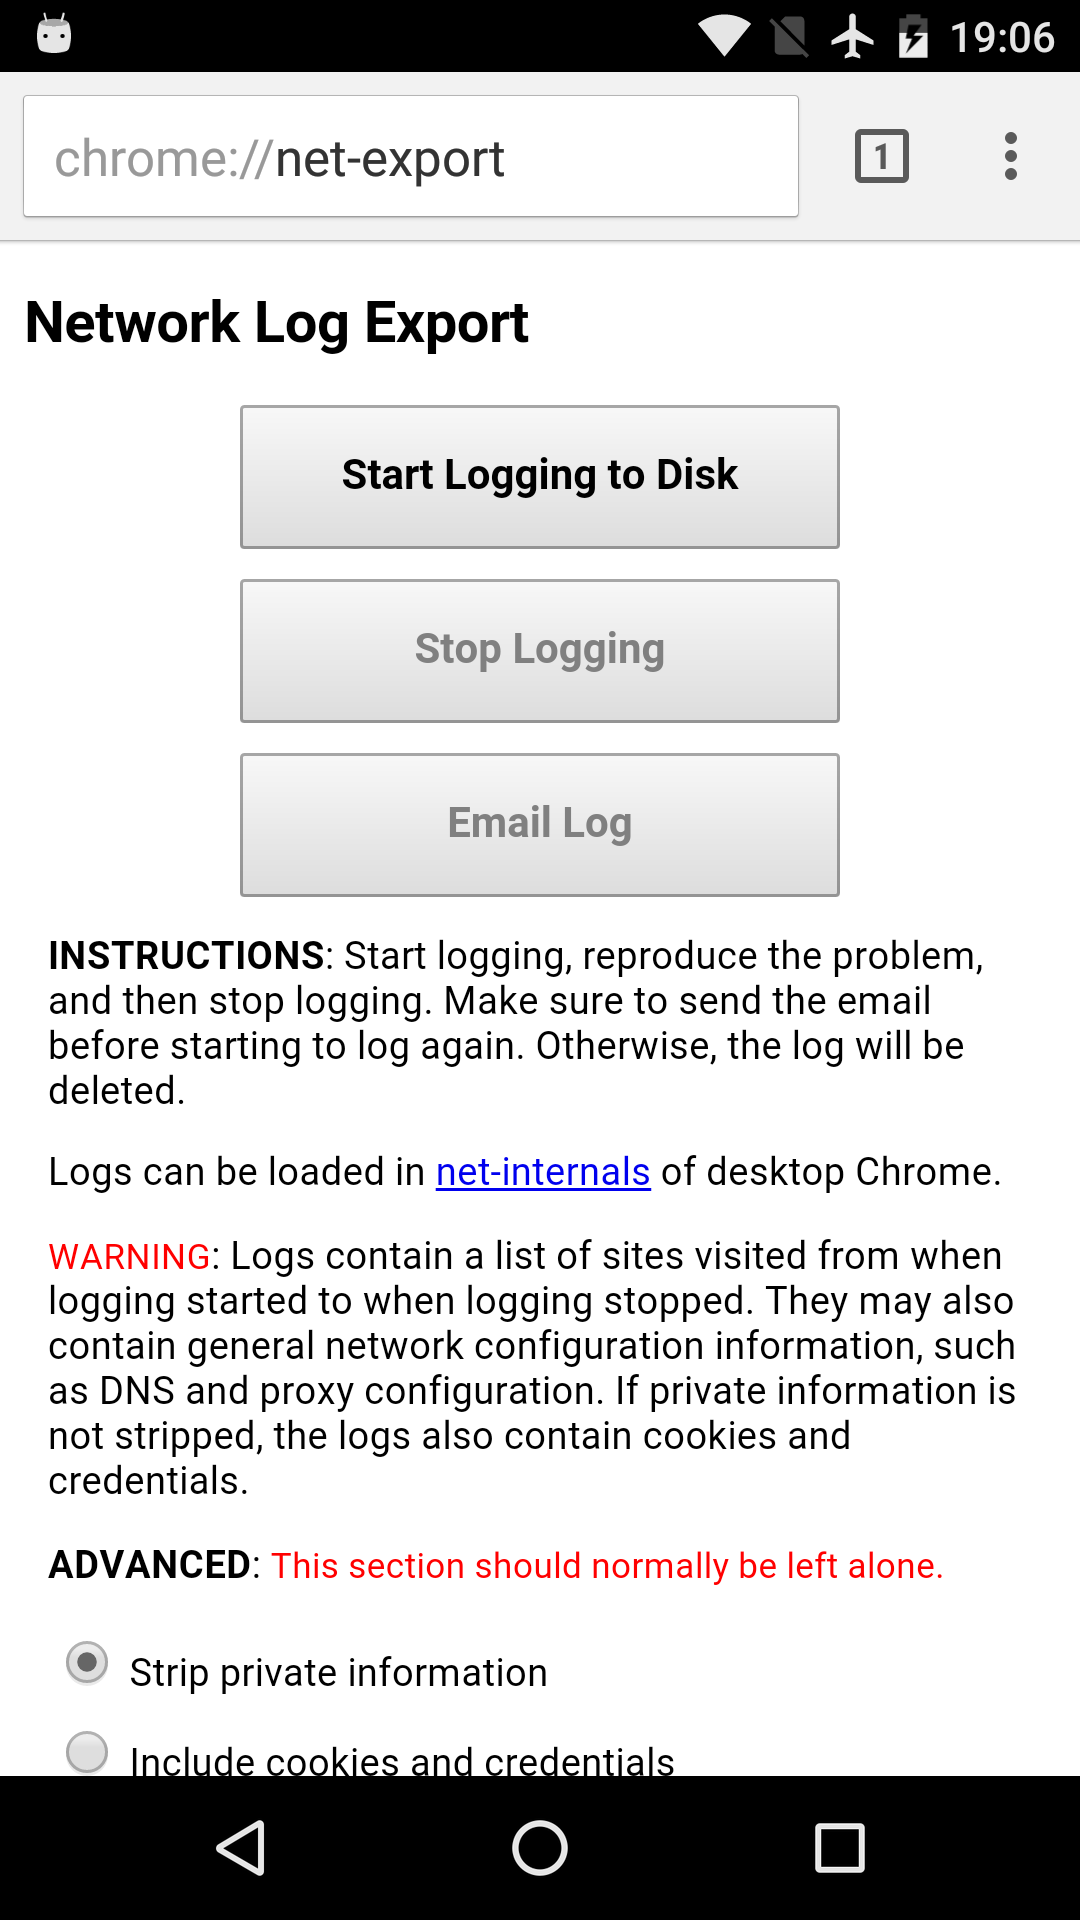 19:06
chrome://net-export
1
Network Log Export
Start Logging to Disk
Stop Logging
Email Log
INSTRUCTIONS: Start logging, reproduce the problem,
and then stop logging. Make sure to send the email
before starting to log again. Otherwise, the log will be
deleted.
Logs can be loaded in net-internals of desktop Chrome.
WARNING: Logs contain a list of sites visited from when
logging started to when logging stopped. They may also
contain general network configuration information, such
as DNS and proxy configuration. If private information is
not stripped, the logs also contain cookies and
credentials.
ADVANCED: This section should normally be left alone.
Strip private information
Include cookies and credentials